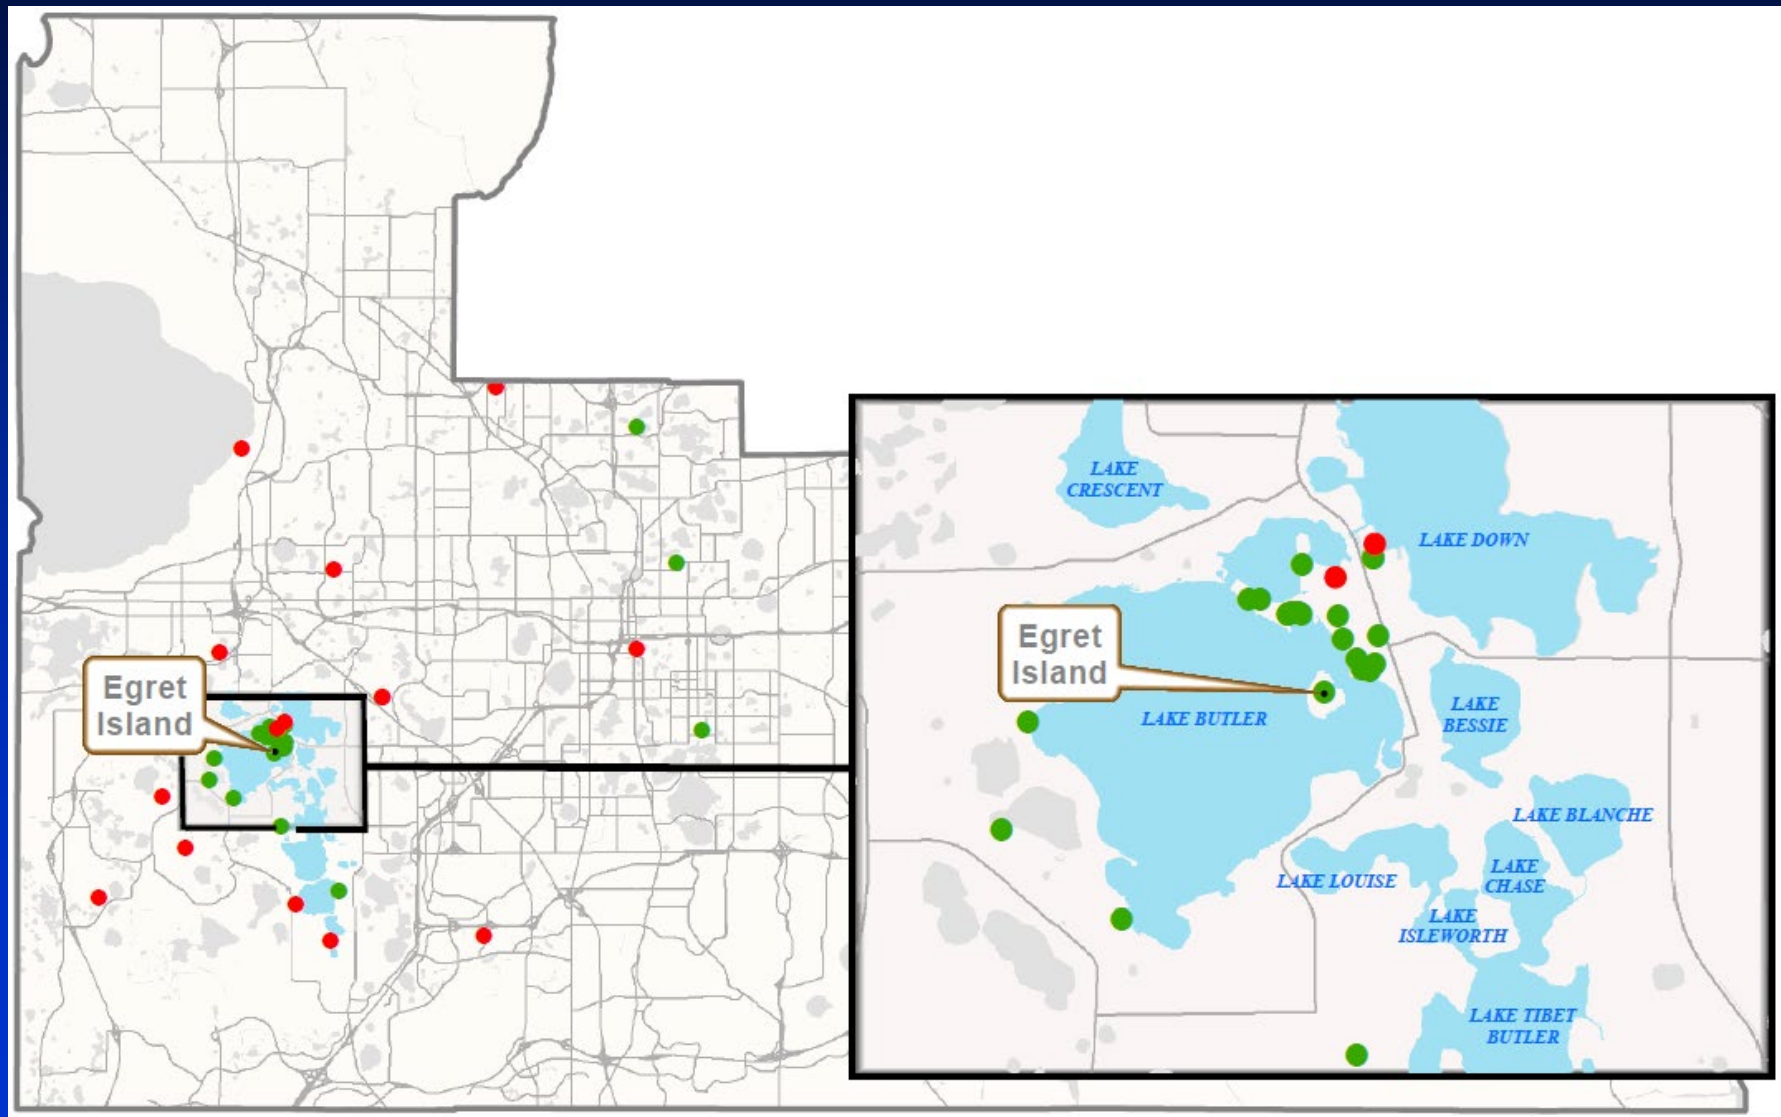 Egret
Island
LAKE
CRESCENT
LAKE DOWN
Egret
Island
LAKE BUTLER
LAKE
BESSIE
LAKE BLANCHE
LAKE LOUISE
LAKE
CHASE
LAKE
ISLEWORTH
LAKE TIBET
BUTLER